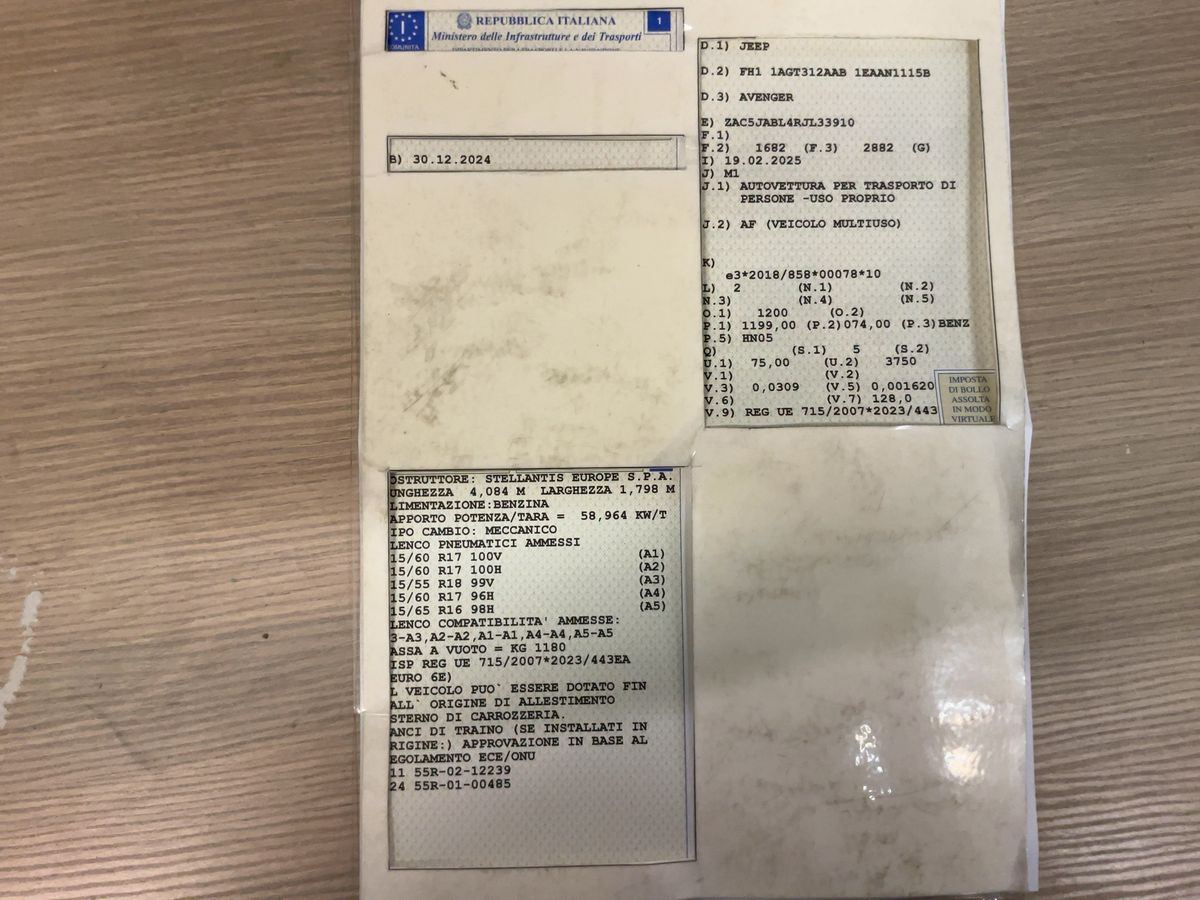 REPUBBLICA ITALIANA
1
I
Ministero delle Infrastrutture e dei Trasporti
COMUNITA
B) 30.12.2024
D.1) JEEP
D.2) FH1 1AGT312AAB 1EAAN1115B
D.3) AVENGER
E) ZAC5JABL4RJL33910
F.1)
F.2) 1682 (F.3) 2882 (G)
I) 19.02.2025
J) M1
J.1) AUTOVETTURA PER TRASPORTO DI
PERSONE -USO PROPRIO
J.2) AF (VEICOLO MULTIUSO)
K)
e3*2018/858*00078*10
L) 2 (N.1) (N.2)
N.3) (N.4) (N.5)
O.1) 1200 (O.2)
P.1) 1199,00 (P.2)074,00 (P.3)BENZ
P.5) HN05
Q) (S.1) 5 (S.2)
U.1) 75,00 (U.2) 3750
V.1) (V.2)
V.3) 0,0309 (V.5) 0,001620
V.6) (V.7) 128,0
V.9) REG UE 715/2007*2023/443
IMPOSTA
DI BOLLO
ASSOLTA
IN MODO
VIRTUALE
OSTRUTTORE: STELLANTIS EUROPE S.P.A.
UNGHEZZA 4,084 M LARGHEZZA 1,798 M
LIMENTAZIONE:BENZINA
APPORTO POTENZA/TARA = 58,964 KW/T
IPO CAMBIO: MECCANICO
LENCO PNEUMATICI AMMESSI
15/60 R17 100V (A1)
15/60 R17 100H (A2)
15/55 R18 99V (A3)
15/60 R17 96H (A4)
15/65 R16 98H (A5)
LENCO COMPATIBILITA' AMMESSE:
3-A3,A2-A2,A1-A1,A4-A4,A5-A5
ASSA A VUOTO = KG 1180
ISP REG UE 715/2007*2023/443EA
EURO 6E)
L VEICOLO PUO` ESSERE DOTATO FIN
ALL` ORIGINE DI ALLESTIMENTO
STERNO DI CARROZZERIA.
ANCI DI TRAINO (SE INSTALLATI IN
RIGINE:) APPROVAZIONE IN BASE AL
EGOLAMENTO ECE/ONU
11 55R-02-12239
24 55R-01-00485